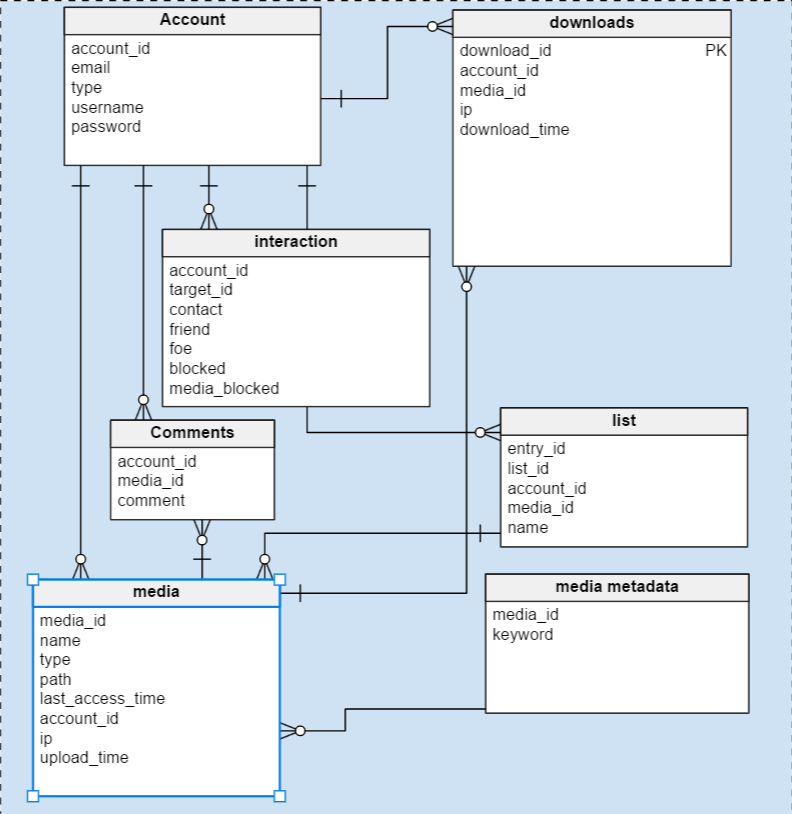 Account
account_id
email
type
username
password
downloads
download_id PK
account_id
media_id
ip
download_time
interaction
account_id
target_id
contact
friend
foe
blocked
media_blocked
Comments
account_id
media_id
comment
list
entry_id
list_id
account_id
media_id
name
media
media_id
name
type
path
last_access_time
account_id
ip
upload_time
media metadata
media_id
keyword